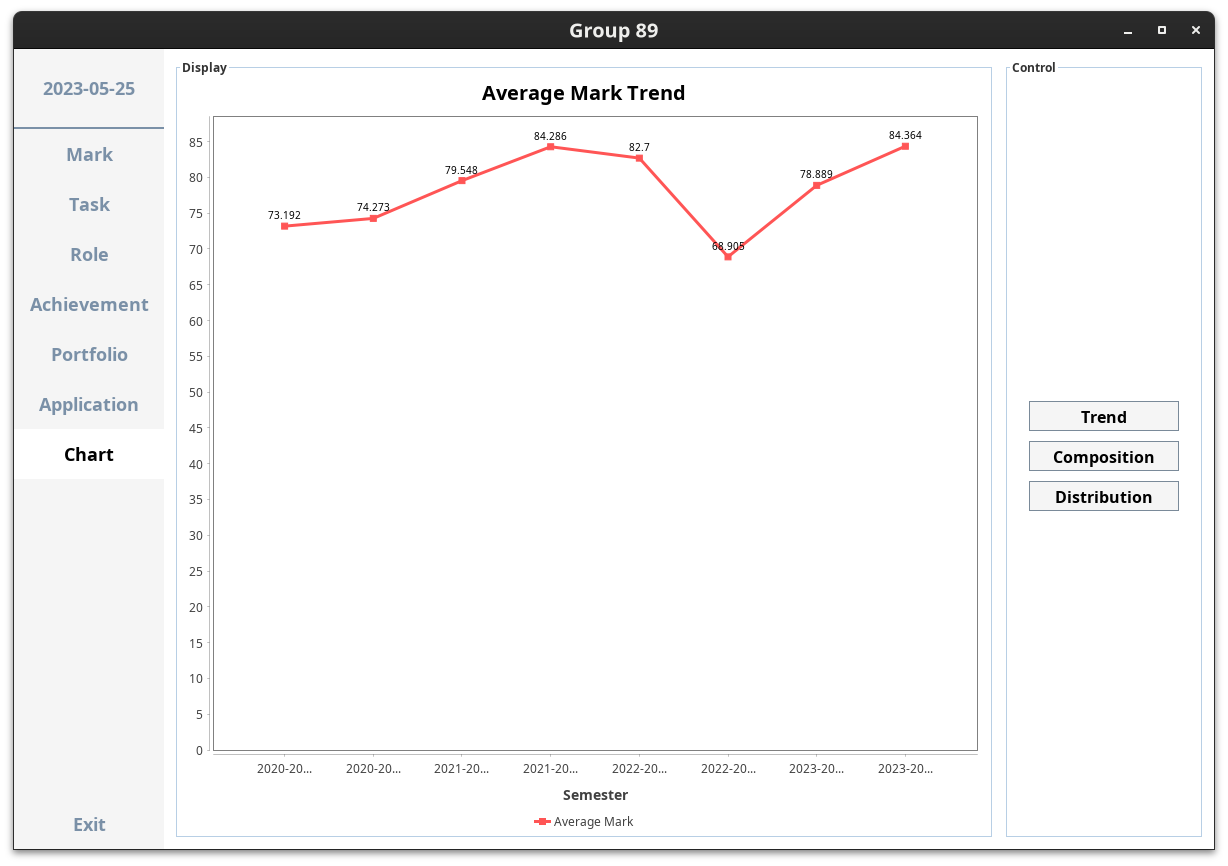 Group 89
2023-05-25
Mark
Task
Role
Achievement
Portfolio
Application
Chart
Exit
Display
Average Mark Trend
85
80
75
70
65
60
55
50
45
40
35
30
25
20
15
10
5
0
73.192
74.273
79.548
84.286
82.7
68.905
78.889
84.364
2020-20... 2020-20... 2021-20... 2021-20... 2022-20... 2022-20... 2023-20... 2023-20...
Semester
Average Mark
Control
Trend
Composition
Distribution